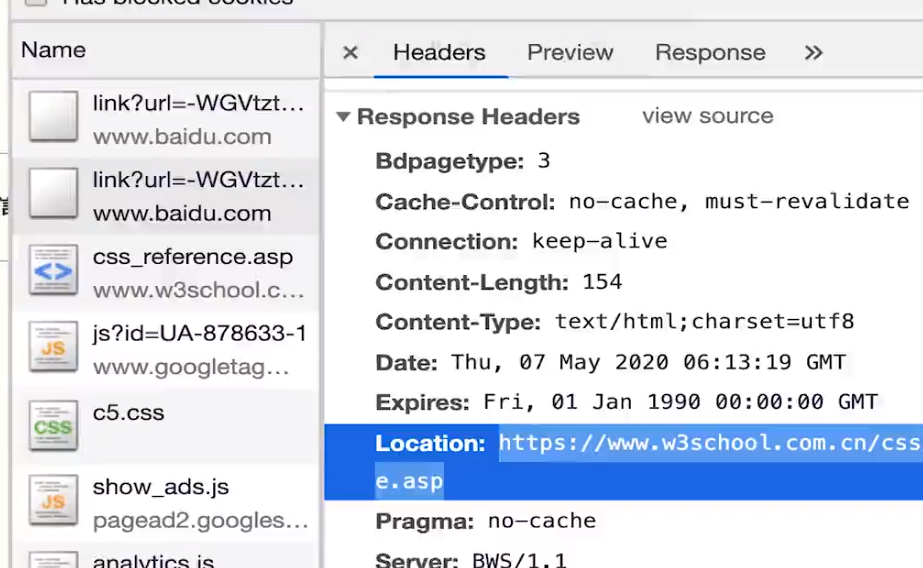 Has blocked cookies
Name
Headers Preview Response »
link?url=-WGVtzt...
www.baidu.com
link?url=-WGVtzt...
www.baidu.com
css_reference.asp
www.w3school.c...
js?id=UA-878633-1
www.googletag...
c5.css
show_ads.js
pagead2.googles...
analytics.js
Response Headers view source
Bdpagetype: 3
Cache-Control: no-cache, must-revalidate
Connection: keep-alive
Content-Length: 154
Content-Type: text/html;charset=utf8
Date: Thu, 07 May 2020 06:13:19 GMT
Expires: Fri, 01 Jan 1990 00:00:00 GMT
Location: https://www.w3school.com.cn/css
e.asp
Pragma: no-cache
Server: BWS/1.1
JS
CSS
JS